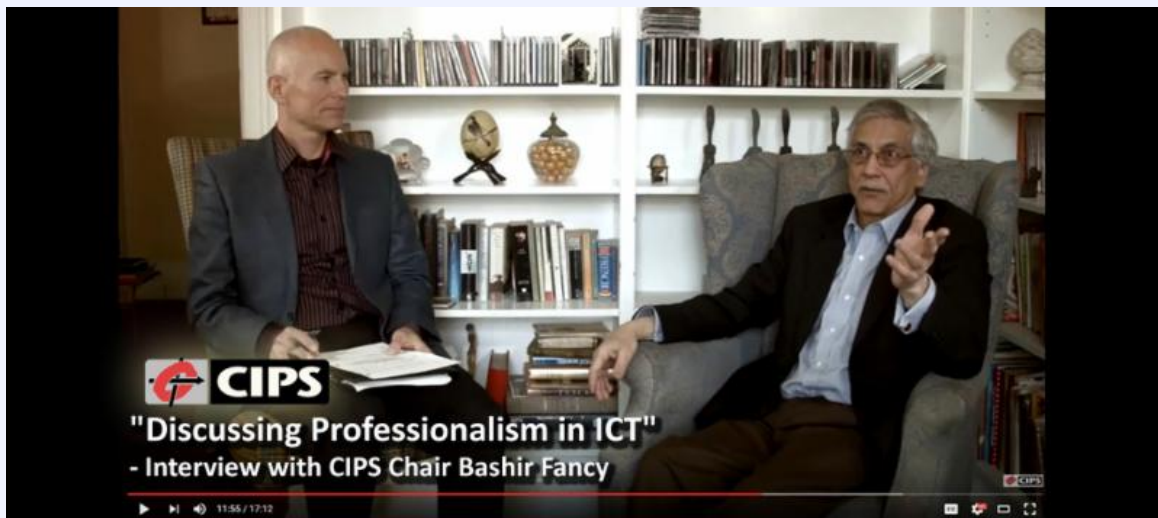 CIPS
"Discussing Professionalism in ICT"
- Interview with CIPS Chair Bashir Fancy
CIPS
11:55 / 17:12